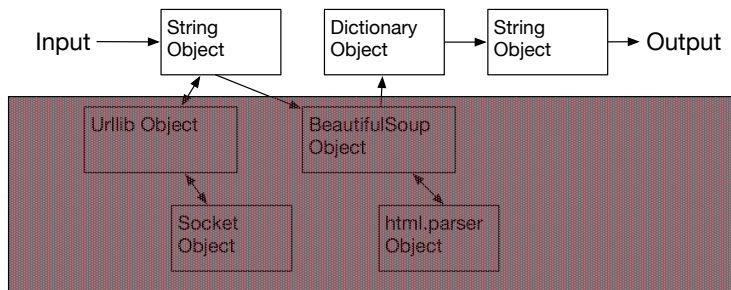 Input
String
Object
Dictionary
Object
String
Object
Output
Urllib Object
BeautifulSoup
Object
Socket
Object
html.parser
Object